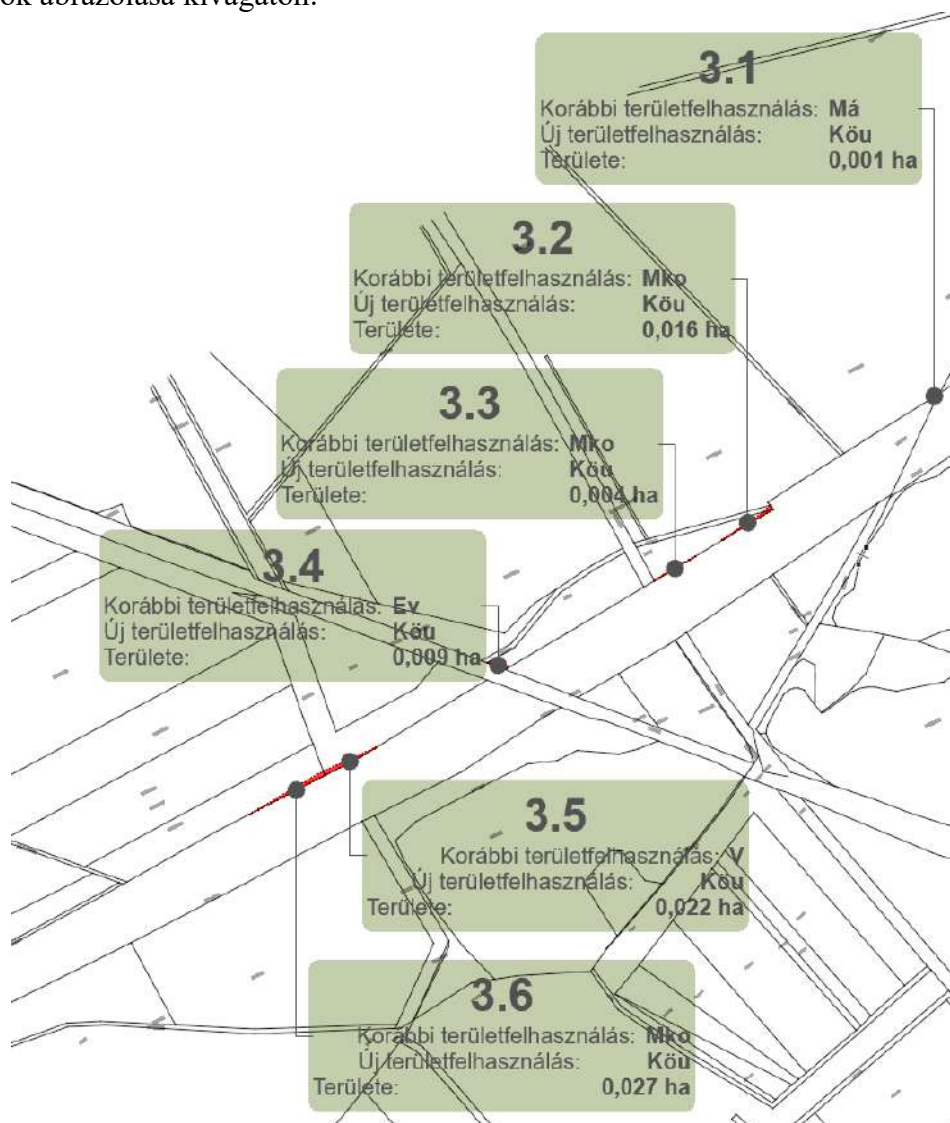 ok ábrázolása kivágaton.
3.1
Korábbi területfelhasználás: Má
Új területfelhasználás: Köu
Területe: 0,001 ha
3.2
Korábbi területfelhasználás: Mko
Új területfelhasználás: Köu
Területe: 0,016 ha
3.3
Korábbi területfelhasználás: Mko
Új területfelhasználás: Köu
Területe: 0,004 ha
3.4
Korábbi területfelhasználás: Ev
Új területfelhasználás: Köu
Területe: 0,009 ha
3.5
Korábbi területfelhasználás: V
Új területfelhasználás: Köu
Területe: 0,022 ha
3.6
Korábbi területfelhasználás: Mko
Új területfelhasználás: Köu
Területe: 0,027 ha